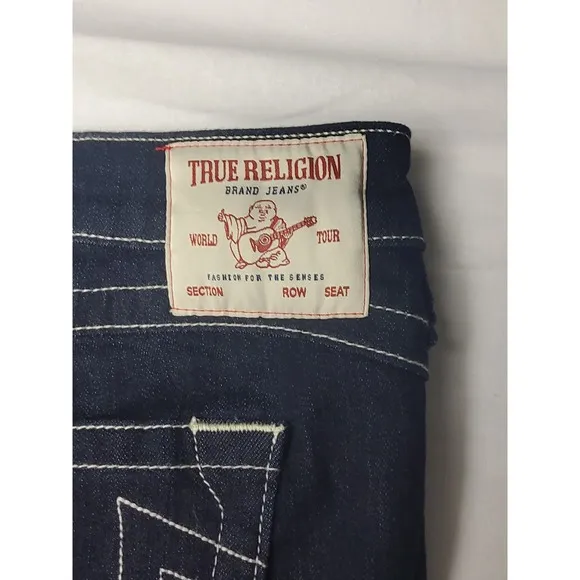 TRUE RELIGION
BRAND JEANS®
WORLD TOUR
FASHION FOR THE SENSES
SECTION ROW SEAT